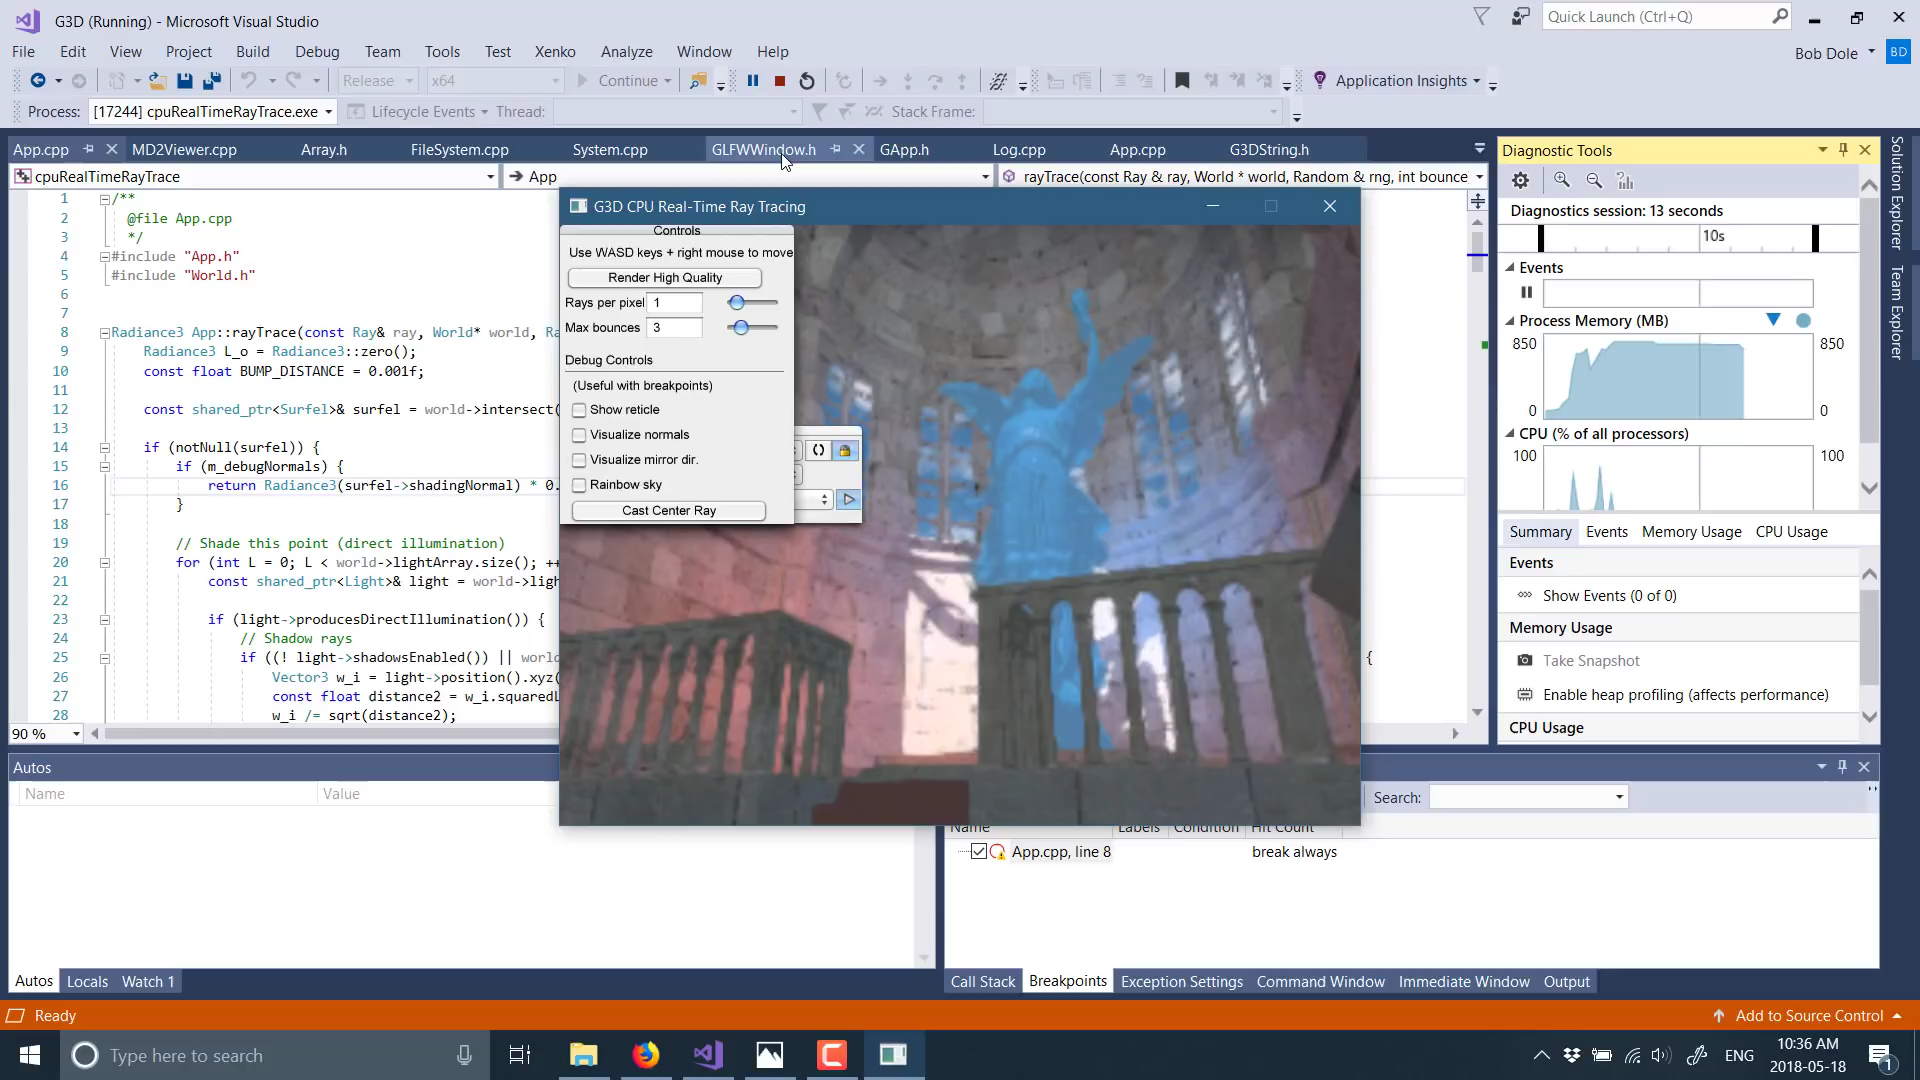 G3D (Running) - Microsoft Visual Studio
Quick Launch (Ctrl+Q)
File Edit View Project Build Debug Team Tools Test Xenko Analyze Window Help
Bob Dole BD
Release x64 Continue Application Insights
Process: [17244] cpuRealTimeRayTrace.exe Lifecycle Events Thread: Stack Frame:
App.cpp MD2Viewer.cpp Array.h FileSystem.cpp System.cpp GLFWWindow.h GApp.h Log.cpp App.cpp G3DString.h
cpuRealTimeRayTrace App rayTrace(const Ray & ray, World * world, Random & rng, int bounce
1 /**
2 @file App.cpp
3 */
4 #include "App.h"
5 #include "World.h"
6
7
8 Radiance3 App::rayTrace(const Ray& ray, World* world, Ra
9 Radiance3 L_o = Radiance3::zero();
10 const float BUMP_DISTANCE = 0.001f;
11
12 const shared_ptr<Surfel>& surfel = world->intersect(
13
14 if (notNull(surfel)) {
15 if (m_debugNormals) {
16 return Radiance3(surfel->shadingNormal) * 0.
17 }
18
19 // Shade this point (direct illumination)
20 for (int L = 0; L < world->lightArray.size(); +
21 const shared_ptr<Light>& light = world->ligh
22
23 if (light->producesDirectIllumination()) {
24 // Shadow rays
25 if ((! light->shadowsEnabled()) || world
{
26 Vector3 w_i = light->position().xyz(
27 const float distance2 = w_i.squaredL
28 w_i /= sqrt(distance2);
90 %
G3D CPU Real-Time Ray Tracing
Controls
Use WASD keys + right mouse to move
Render High Quality
Rays per pixel 1
Max bounces 3
Debug Controls
(Useful with breakpoints)
Show reticle
Visualize normals
Visualize mirror dir.
Rainbow sky
Cast Center Ray
Diagnostic Tools
Diagnostics session: 13 seconds
10s
Events
Process Memory (MB)
850 850
0 0
CPU (% of all processors)
100 100
Summary Events Memory Usage CPU Usage
Events
Show Events (0 of 0)
Memory Usage
Take Snapshot
Enable heap profiling (affects performance)
CPU Usage
Solution Explorer
Team Explorer
Autos
Name Value
Autos Locals Watch 1
Search:
Name Labels Condition Hit Count
App.cpp, line 8 break always
Call Stack Breakpoints Exception Settings Command Window Immediate Window Output
Ready
Add to Source Control
Type here to search
ENG
10:36 AM
2018-05-18
1